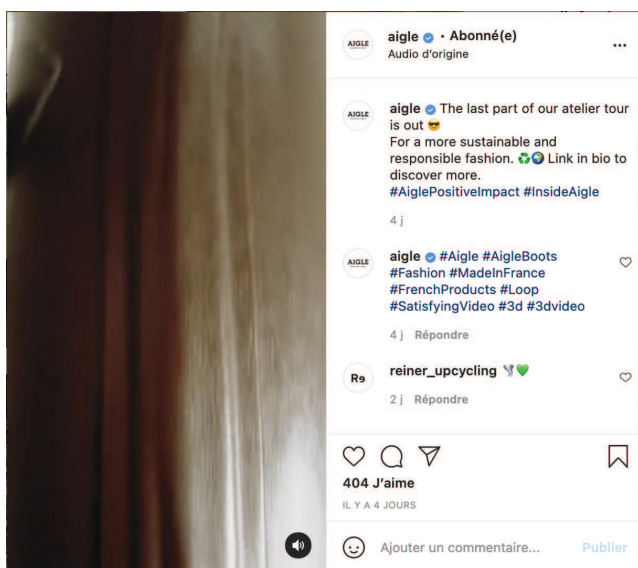 AIGLE
aigle • Abonné(e)
Audio d'origine
AIGLE
aigle The last part of our atelier tour
is out 😎
For a more sustainable and
responsible fashion. ♻️🌍 Link in bio to
discover more.
#AiglePositiveImpact #InsideAigle
4 j
AIGLE
aigle #Aigle #AigleBoots
#Fashion #MadeInFrance
#FrenchProducts #Loop
#SatisfyingVideo #3d #3dvideo
4 j Répondre
Re
reiner_upcycling 💚
2 j Répondre
404 J'aime
IL Y A 4 JOURS
Ajouter un commentaire...
Publier